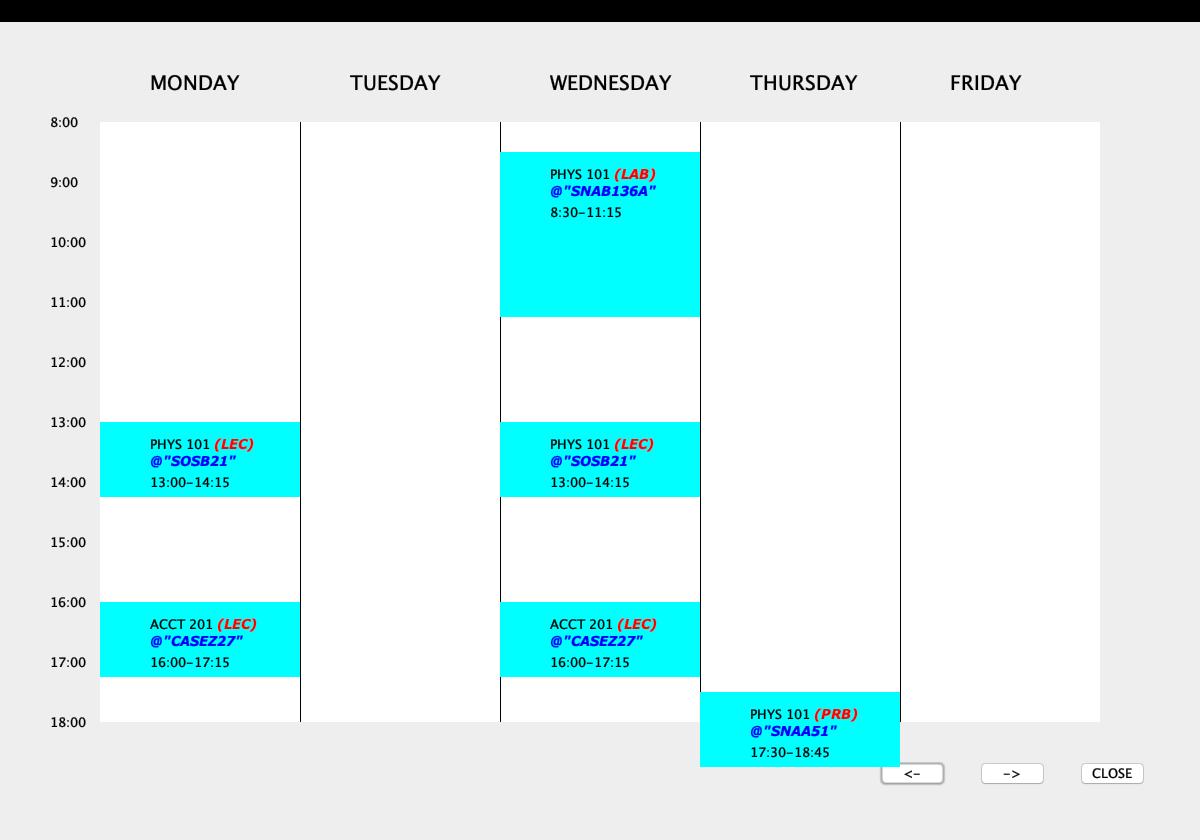 MONDAY TUESDAY WEDNESDAY THURSDAY FRIDAY
8:00
PHYS 101 (LAB)
9:00
@"SNAB136A"
8:30-11:15
10:00
11:00
12:00
13:00
PHYS 101 (LEC) PHYS 101 (LEC)
@"SOSB21" @"SOSB21"
14:00 13:00-14:15 13:00-14:15
15:00
16:00
ACCT 201 (LEC) ACCT 201 (LEC)
@"CASEZ27" @"CASEZ27"
17:00 16:00-17:15 16:00-17:15
PHYS 101 (PRB)
18:00
@"SNAA51"
17:30-18:45
<- -> CLOSE